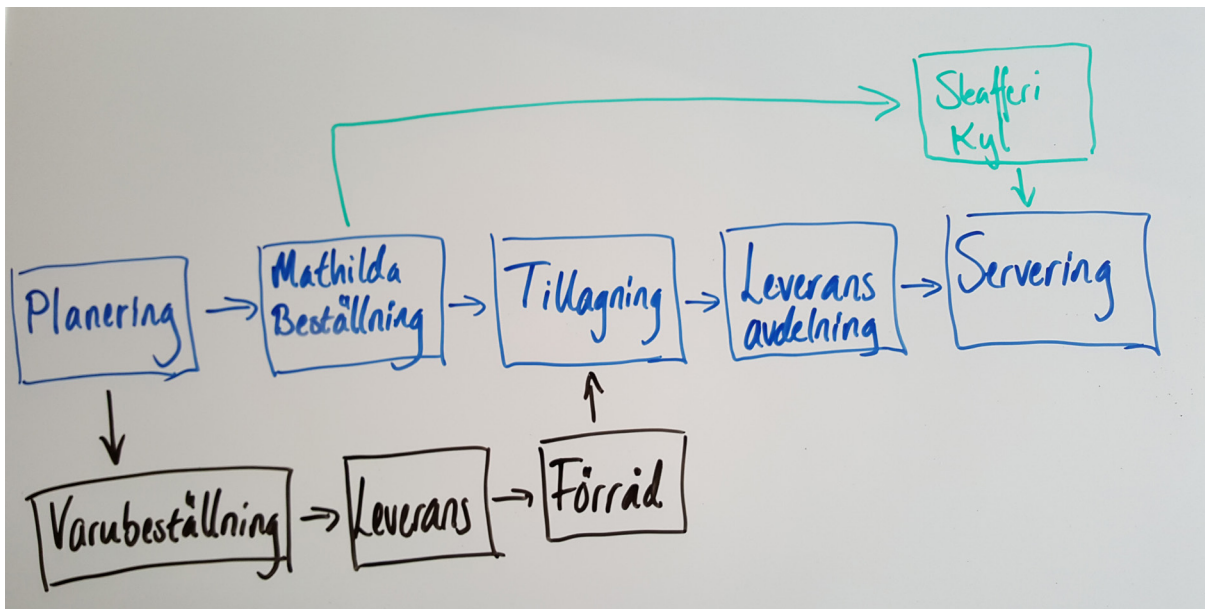 Skafferi
Kyl
Planering
Mathilda
Beställning
Tillagning
Leverans
avdelning
Servering
Varubeställning
Leverans
Förråd